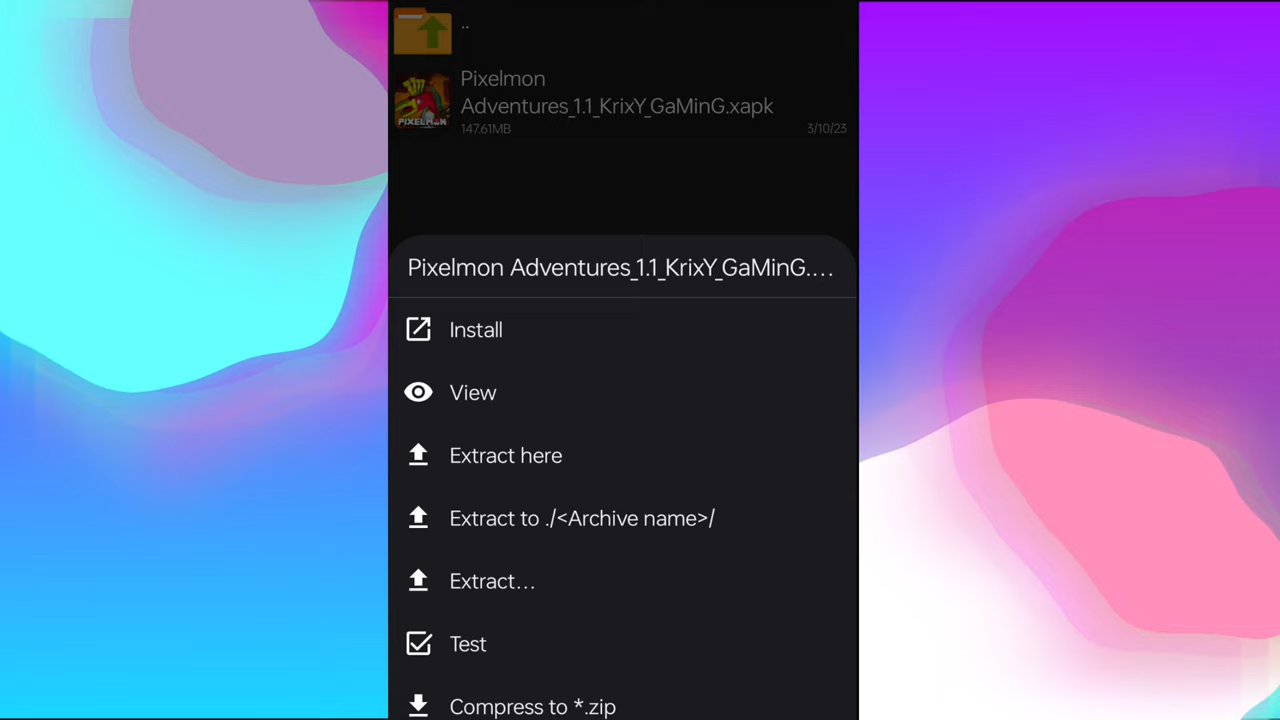 ..
Pixelmon
Adventures_1.1_KrixY_GaMinG.xapk
PIXELMON
147.61MB
3/10/23
Pixelmon Adventures_1.1_KrixY_GaMinG....
Install
View
Extract here
Extract to ./<Archive name>/
Extract...
Test
Compress to *.zip